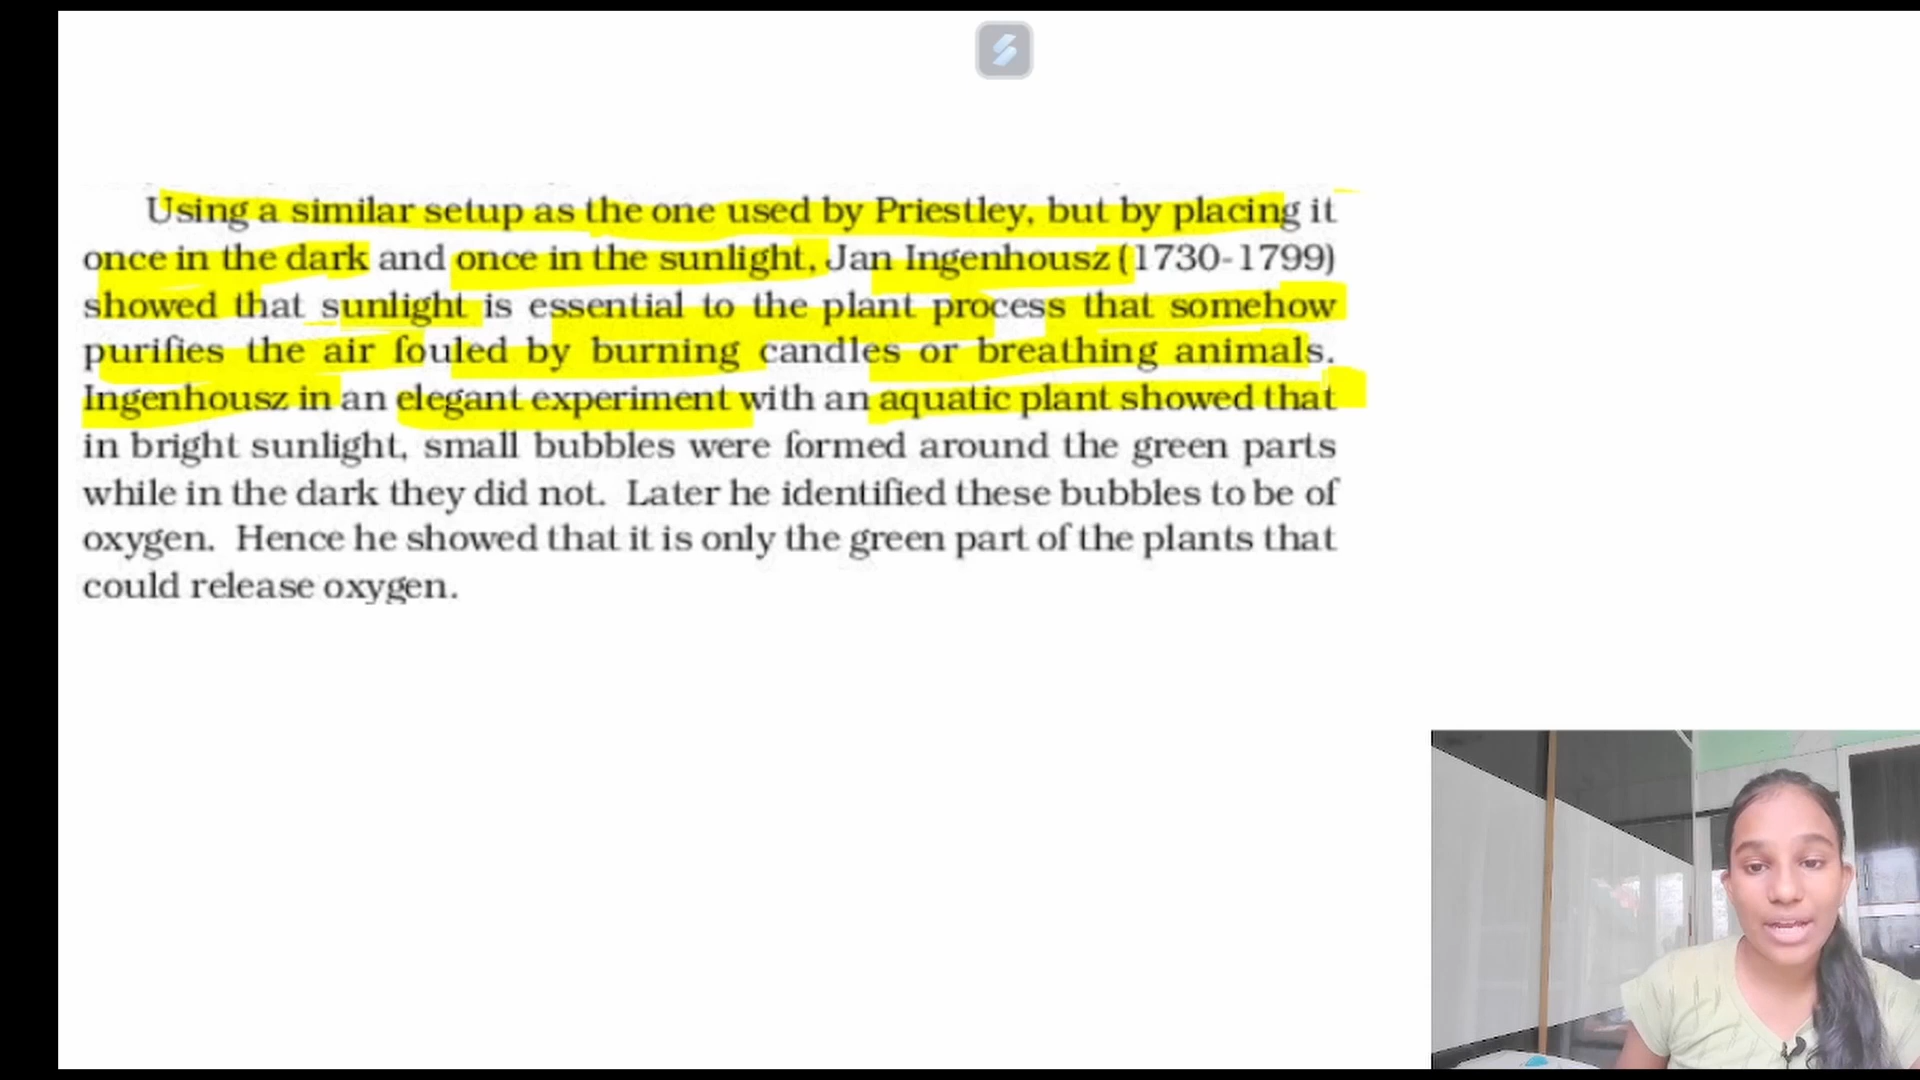 Using a similar setup as the one used by Priestley, but by placing it
once in the dark and once in the sunlight, Jan Ingenhousz (1730-1799)
showed that sunlight is essential to the plant process that somehow
purifies the air fouled by burning candles or breathing animals.
Ingenhousz in an elegant experiment with an aquatic plant showed that
in bright sunlight, small bubbles were formed around the green parts
while in the dark they did not. Later he identified these bubbles to be of
oxygen. Hence he showed that it is only the green part of the plants that
could release oxygen.